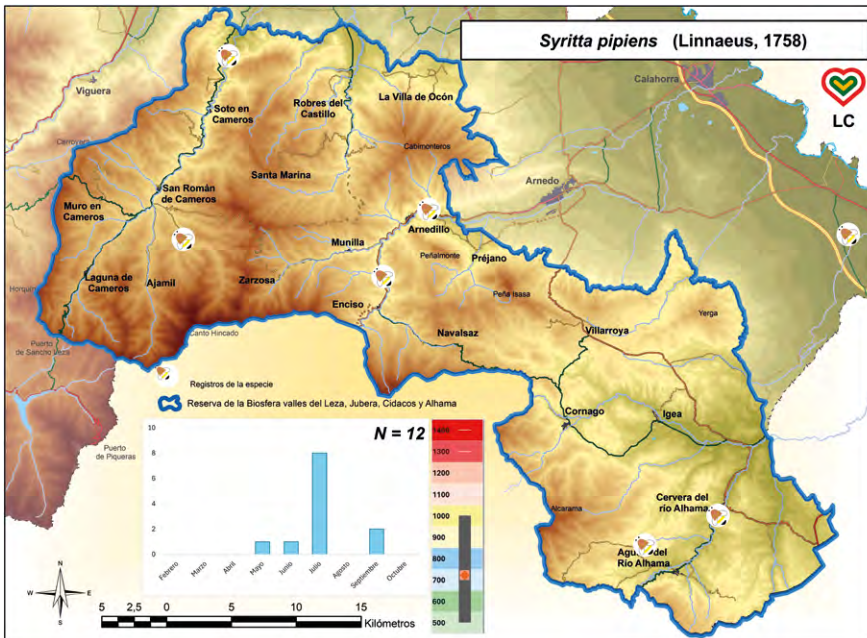 Syritta pipiens (Linnaeus, 1758)
Calahorra
LC
Viguera
Soto en
Cameros
Robres del
Castillo
La Villa de Ocón
Cabimonteros
Santa Marina
Arnedo
San Román
de Cameros
Muro en
Cameros
Arnedillo
Munilla
Peñalmonte
Préjano
Laguna de
Cameros
Ajamil
Zarzosa
Enciso
Peña Isasa
Navalsaz
Villarroya
Yerga
Canto Hincado
Puerto
de Sancho Leza
Registros de la especie
Reserva de la Biosfera valles del Leza, Jubera, Cidacos y Alhama
Cornago
Igea
Puerto
de Piqueras
N = 12
10
8
6
4
2
0
Febrero
Marzo
Abril
Mayo
Junio
Julio
Agosto
Septiembre
Octubre
1400
1300
1200
1100
1000
900
800
700
600
500
Alcarama
Cervera del
río Alhama
del
Río Alhama
N
W E
S
5 2,5 0 5 10 15
Kilómetros